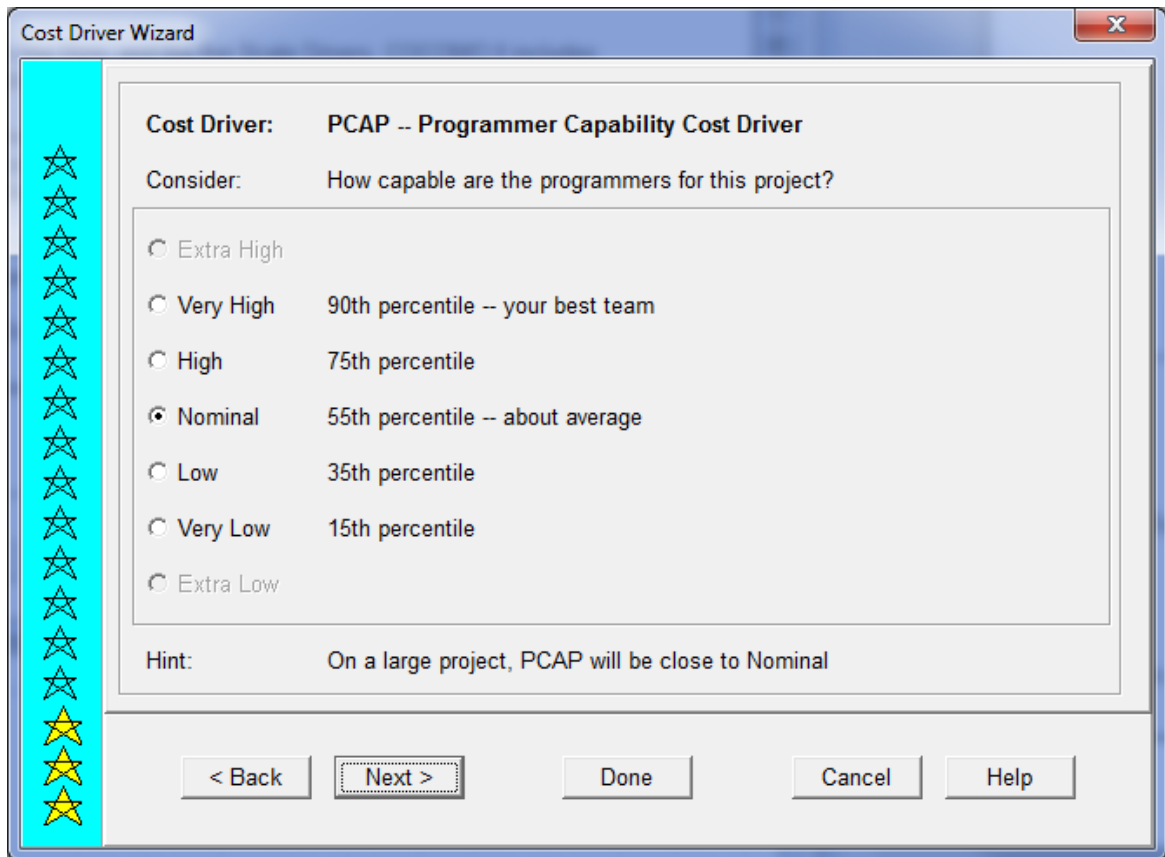 Cost Driver Wizard
Cost Driver: PCAP -- Programmer Capability Cost Driver
Consider: How capable are the programmers for this project?
Extra High
Very High 90th percentile -- your best team
High 75th percentile
Nominal 55th percentile -- about average
Low 35th percentile
Very Low 15th percentile
Extra Low
Hint: On a large project, PCAP will be close to Nominal
< Back Next > Done Cancel Help